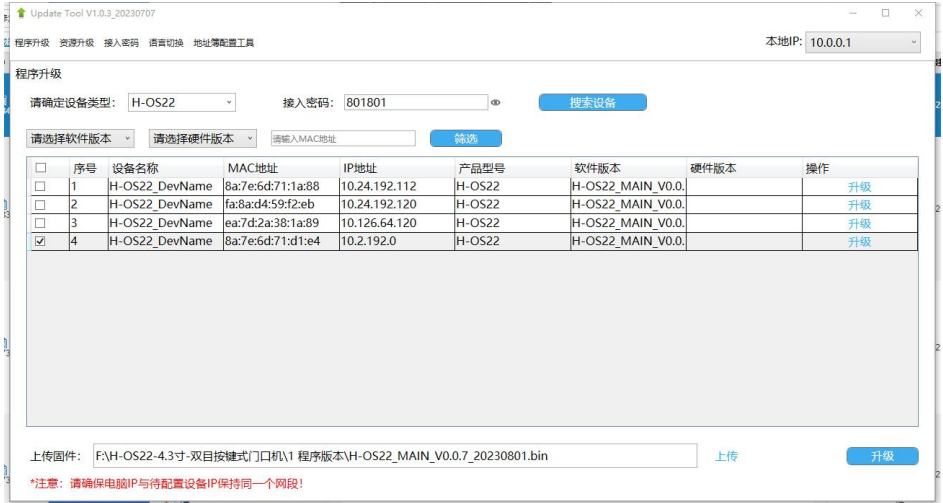 Update Tool V1.0.3_20230707
程序升级 资源升级 接入密码 语言切换 地址簿配置工具 本地IP: 10.0.0.1
程序升级
请确定设备类型: H-OS22 接入密码: 801801 搜索设备
请选择软件版本 请选择硬件版本 请输入MAC地址 筛选
序号 设备名称 MAC地址 IP地址 产品型号 软件版本 硬件版本 操作
1 H-OS22_DevName 8a:7e:6d:71:1a:88 10.24.192.112 H-OS22 H-OS22_MAIN_V0.0. 升级
2 H-OS22_DevName fa:8a:d4:59:f2:eb 10.24.192.120 H-OS22 H-OS22_MAIN_V0.0. 升级
3 H-OS22_DevName ea:7d:2a:38:1a:89 10.126.64.120 H-OS22 H-OS22_MAIN_V0.0. 升级
4 H-OS22_DevName 8a:7e:6d:71:d1:e4 10.2.192.0 H-OS22 H-OS22_MAIN_V0.0. 升级
上传固件: F:\H-OS22-4.3寸-双目按键式门口机\1 程序版本\H-OS22_MAIN_V0.0.7_20230801.bin 上传 升级
*注意: 请确保电脑IP与待配置设备IP保持同一个网段!